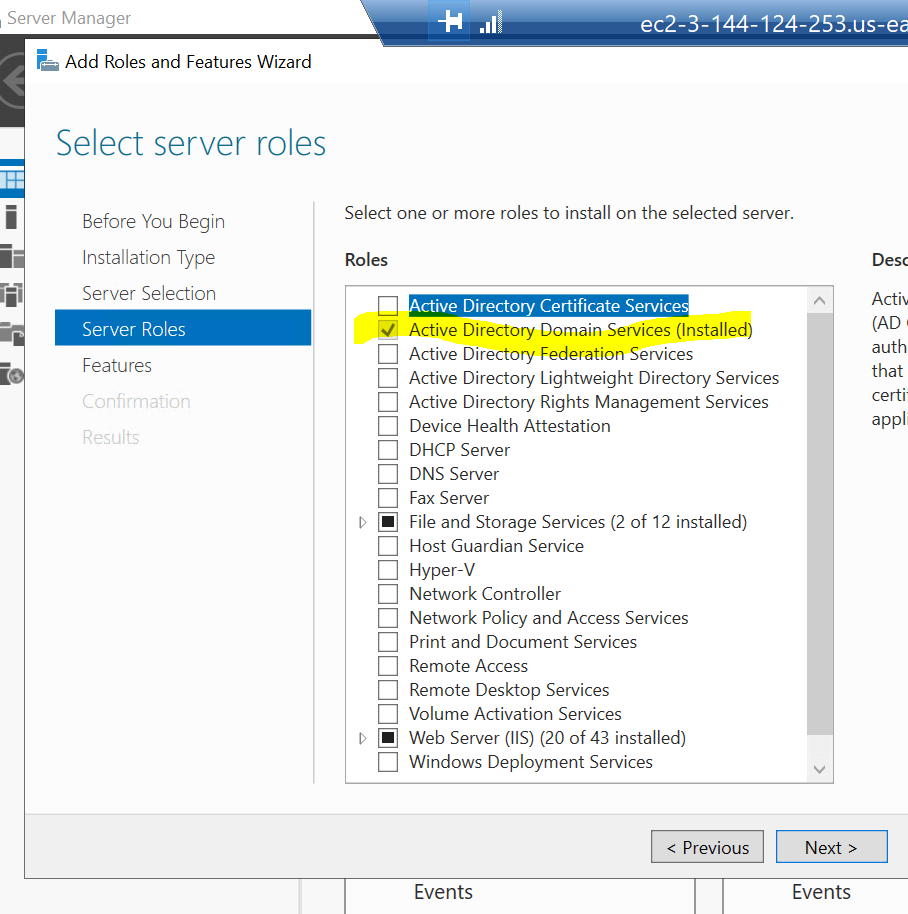 Server Manager
ec2-3-144-124-253.us-ea
Add Roles and Features Wizard
Select server roles
Before You Begin
Installation Type
Server Selection
Server Roles
Features
Confirmation
Results
Select one or more roles to install on the selected server.
Roles
Active Directory Certificate Services
Active Directory Domain Services (Installed)
Active Directory Federation Services
Active Directory Lightweight Directory Services
Active Directory Rights Management Services
Device Health Attestation
DHCP Server
DNS Server
Fax Server
File and Storage Services (2 of 12 installed)
Host Guardian Service
Hyper-V
Network Controller
Network Policy and Access Services
Print and Document Services
Remote Access
Remote Desktop Services
Volume Activation Services
Web Server (IIS) (20 of 43 installed)
Windows Deployment Services
Desc
Activ
(AD C
auth
that
certi
appli
< Previous
Next >
Events
Events